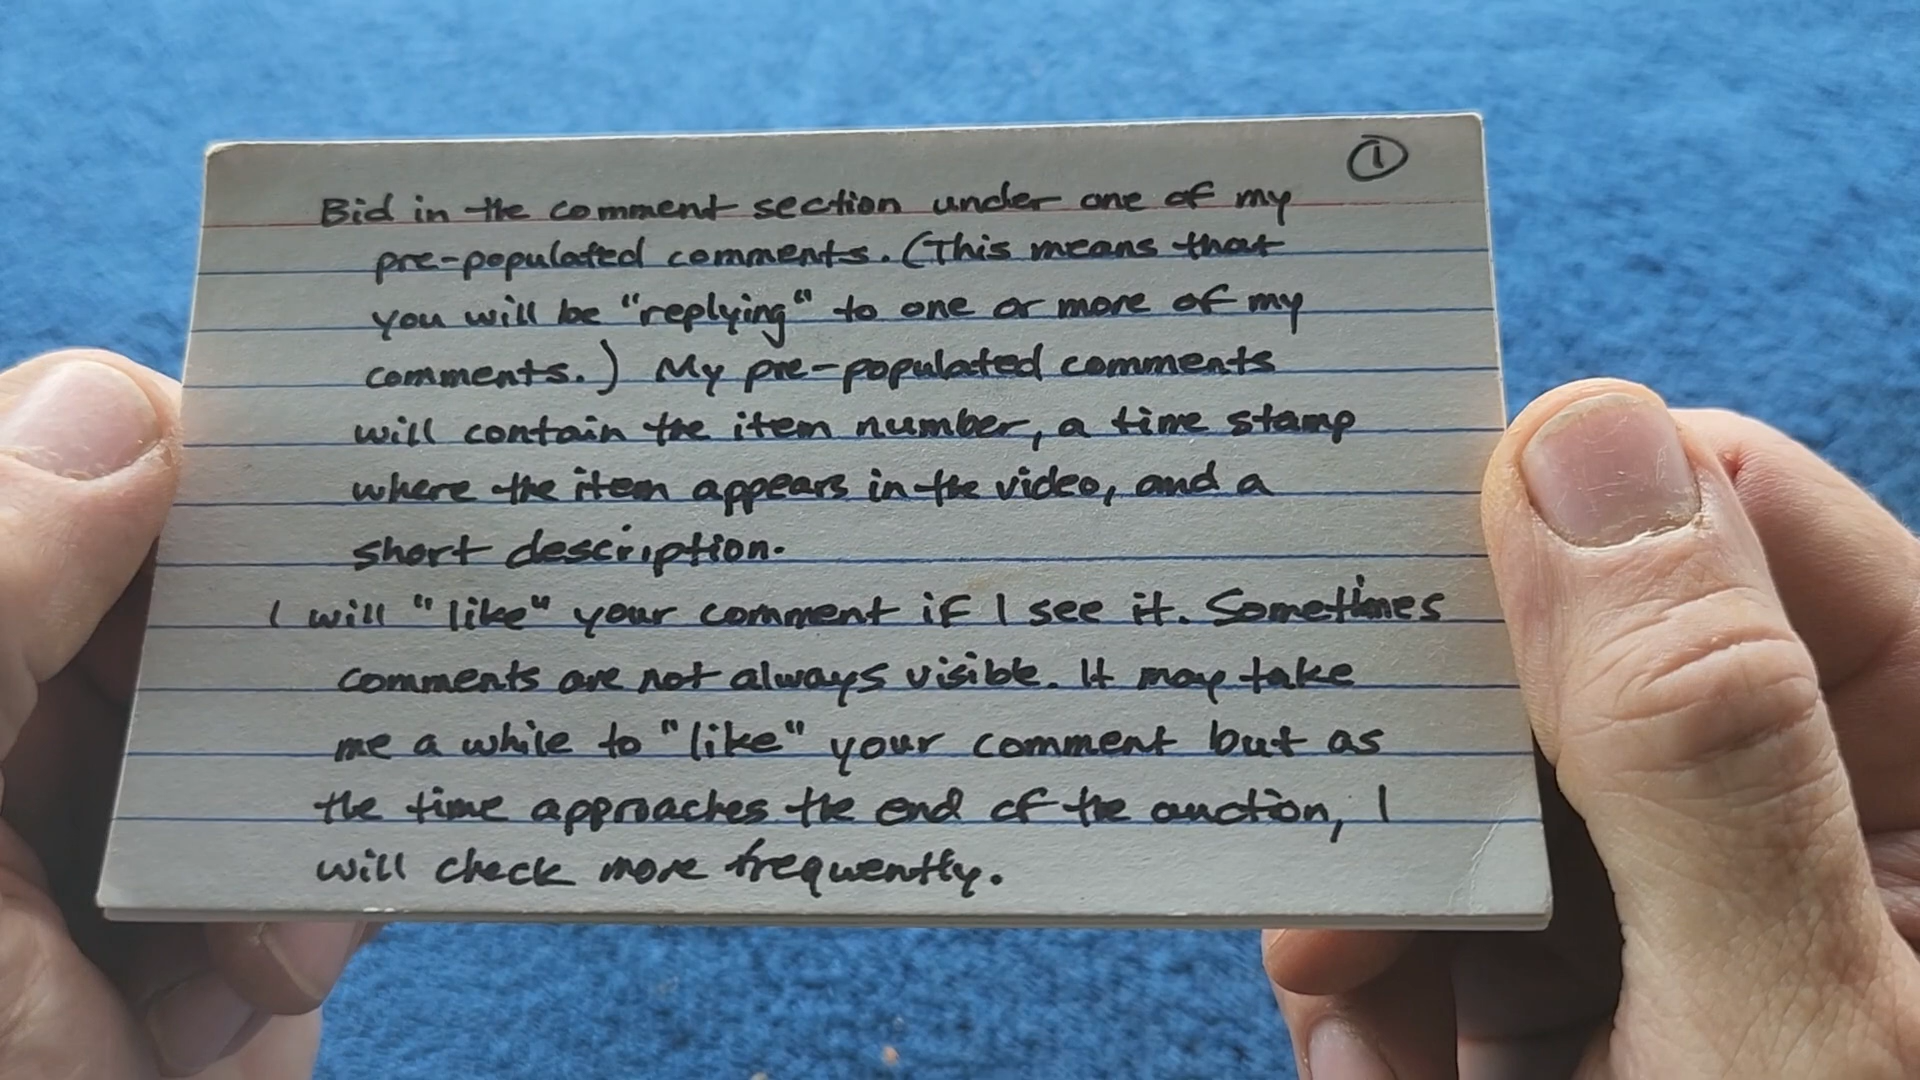 ①
Bid in the comment section under one of my
pre-populated comments. (This means that
you will be "replying" to one or more of my
comments.) My pre-populated comments
will contain the item number, a time stamp
where the item appears in the video, and a
short description.
I will "like" your comment if I see it. Sometimes
comments are not always visible. It may take
me a while to "like" your comment but as
the time approaches the end of the auction, I
will check more frequently.